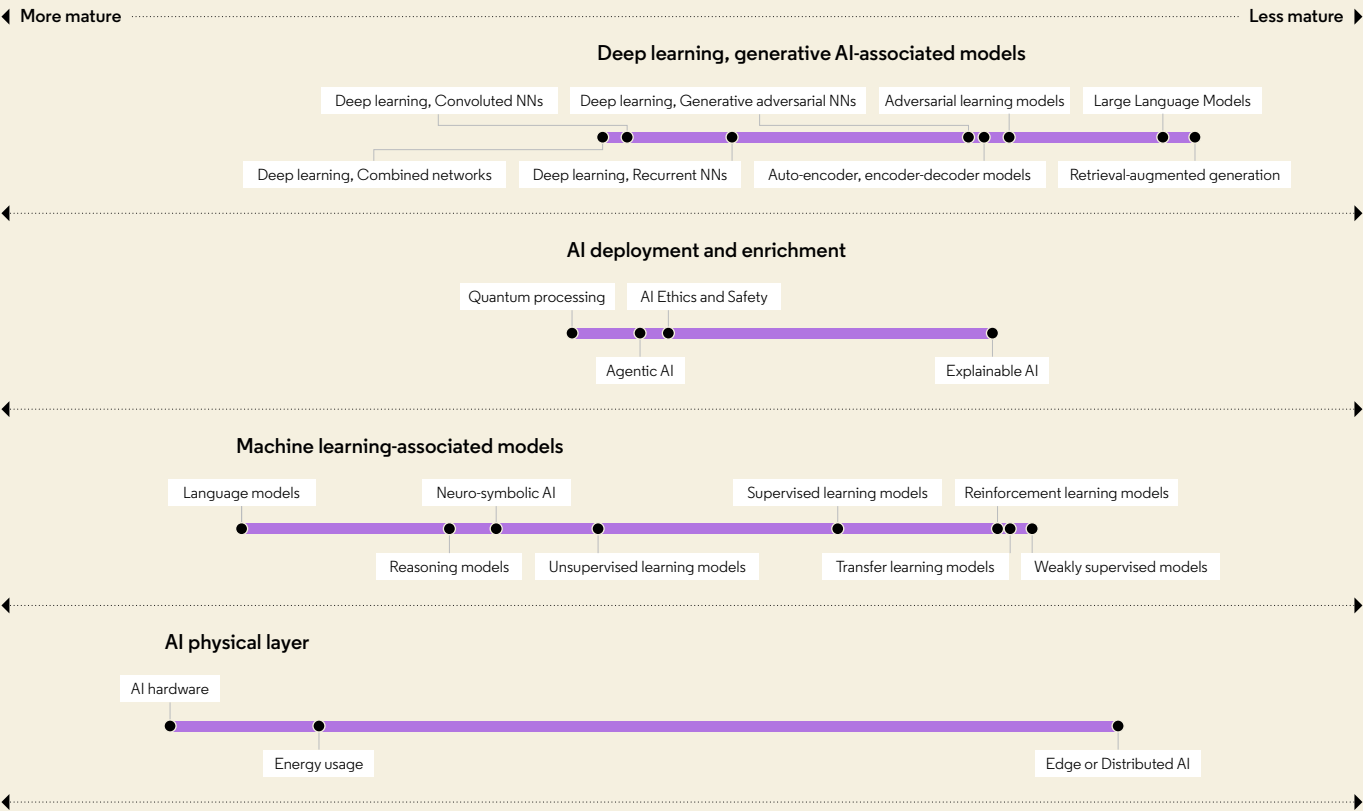 More mature
Less mature
Deep learning, generative AI-associated models
Deep learning, Convoluted NNs
Deep learning, Generative adversarial NNs
Adversarial learning models
Large Language Models
Deep learning, Combined networks
Deep learning, Recurrent NNs
Auto-encoder, encoder-decoder models
Retrieval-augmented generation
AI deployment and enrichment
Quantum processing
AI Ethics and Safety
Agentic AI
Explainable AI
Machine learning-associated models
Language models
Neuro-symbolic AI
Supervised learning models
Reinforcement learning models
Reasoning models
Unsupervised learning models
Transfer learning models
Weakly supervised models
AI physical layer
AI hardware
Energy usage
Edge or Distributed AI